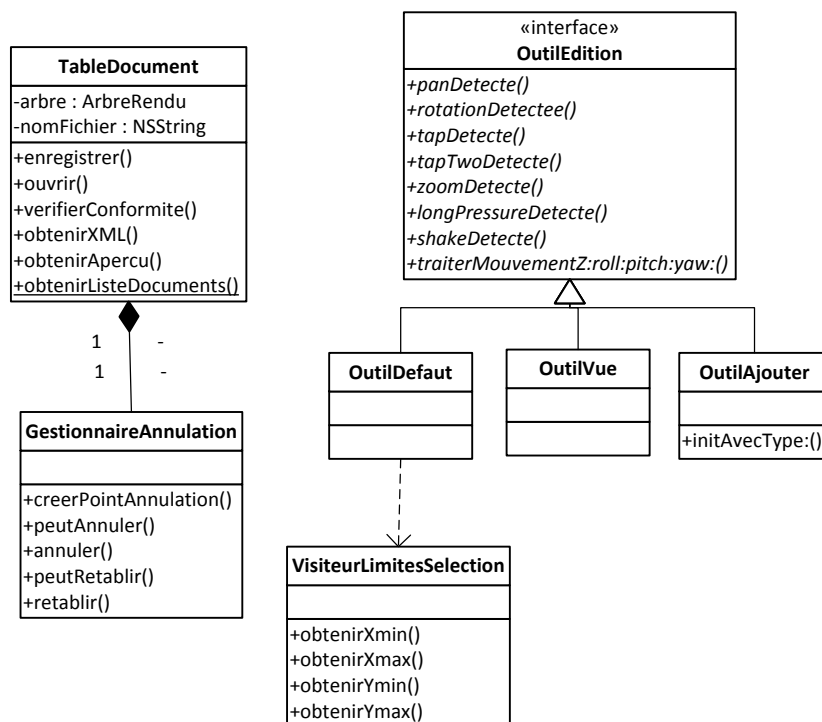 TableDocument
-arbre : ArbreRendu
-nomFichier : NSString
+enregistrer()
+ouvrir()
+verifierConformite()
+obtenirXML()
+obtenirApercu()
+obtenirListeDocuments()
1 -
1 -
GestionnaireAnnulation
+creerPointAnnulation()
+peutAnnuler()
+annuler()
+peutRetablir()
+retablir()
«interface»
OutilEdition
+panDetecte()
+rotationDetectee()
+tapDetecte()
+tapTwoDetecte()
+zoomDetecte()
+longPressureDetecte()
+shakeDetecte()
+traiterMouvementZ:roll:pitch:yaw:()
OutilDefaut
OutilVue
OutilAjouter
+initAvecType:()
VisiteurLimitesSelection
+obtenirXmin()
+obtenirXmax()
+obtenirYmin()
+obtenirYmax()